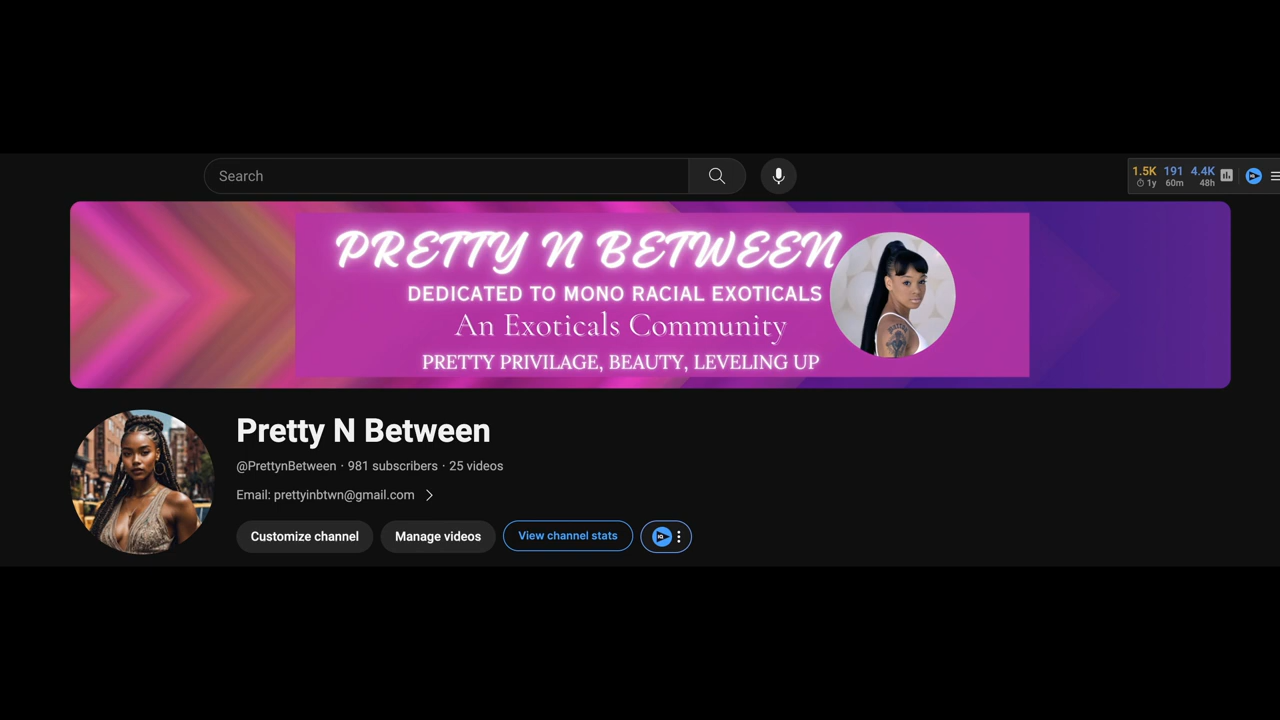 Search
1.5K 191 4.4K
1y 60m 48h
PRETTY N BETWEEN
DEDICATED TO MONO RACIAL EXOTICALS
An Exoticals Community
PRETTY PRIVILAGE, BEAUTY, LEVELING UP
Pretty N Between
@PrettynBetween · 981 subscribers · 25 videos
Email: prettyinbtwn@gmail.com
Customize channel Manage videos View channel stats IQ